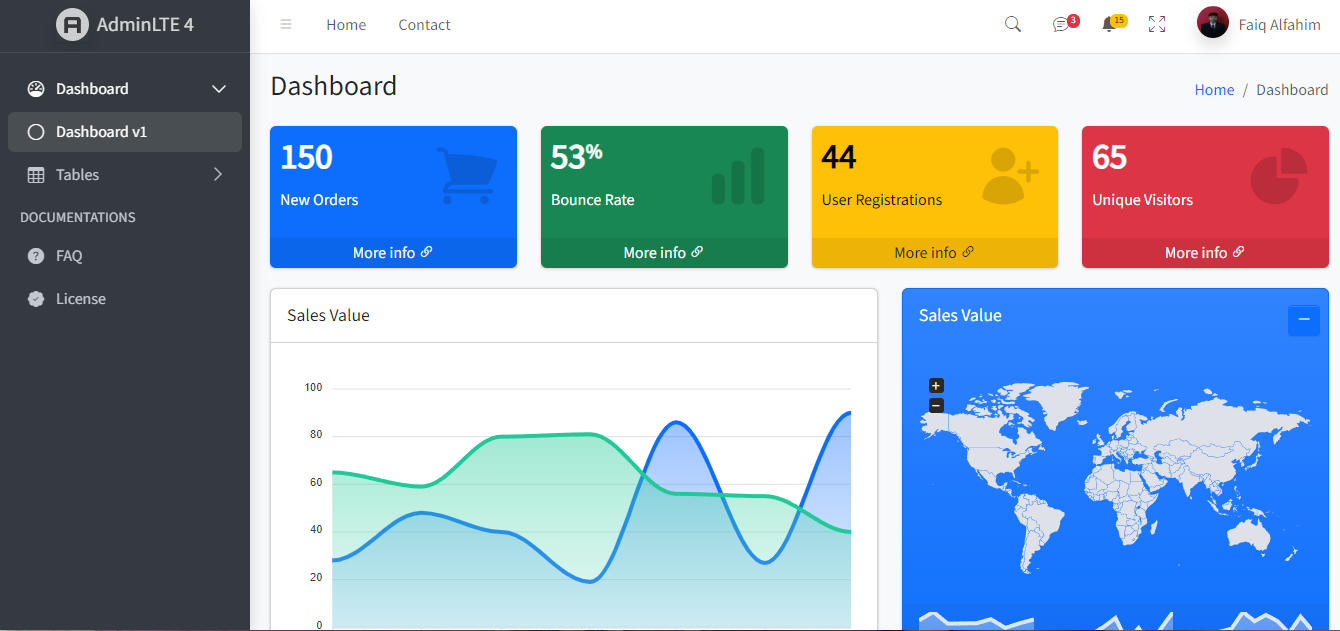 AdminLTE 4
Home Contact
3
15
Faiq Alfahim
Dashboard
Dashboard v1
Tables
DOCUMENTATIONS
FAQ
License
Dashboard
Home / Dashboard
150
New Orders
More info
53%
Bounce Rate
More info
44
User Registrations
More info
65
Unique Visitors
More info
Sales Value
100
80
60
40
20
0
Sales Value